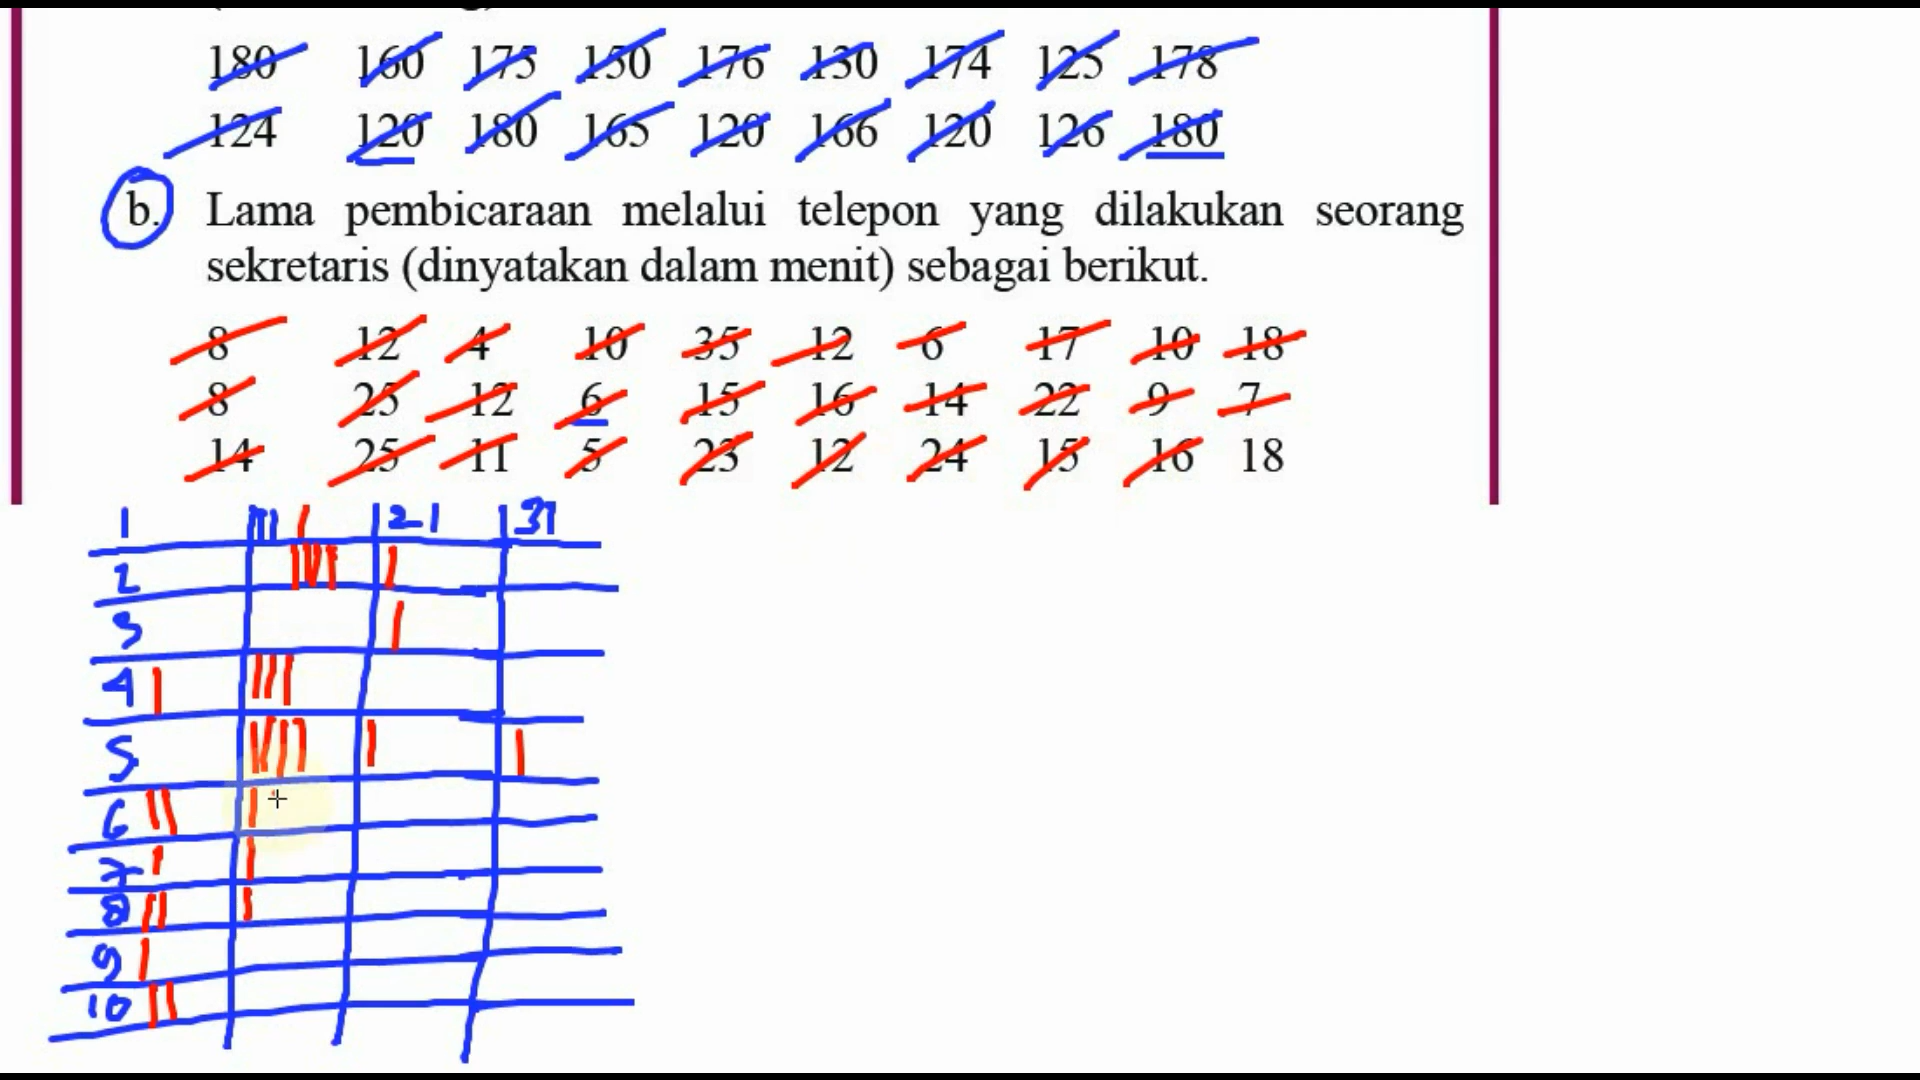 180 160 175 150 176 130 174 125 178
124 120 180 165 120 166 120 126 180
b. Lama pembicaraan melalui telepon yang dilakukan seorang
sekretaris (dinyatakan dalam menit) sebagai berikut.
8 12 4 10 35 12 6 17 10 18
8 25 12 6 15 16 14 22 9 7
14 25 11 5 23 12 24 15 16 18
1 11 21 31
2
3
4
5
6
7
8
9
10